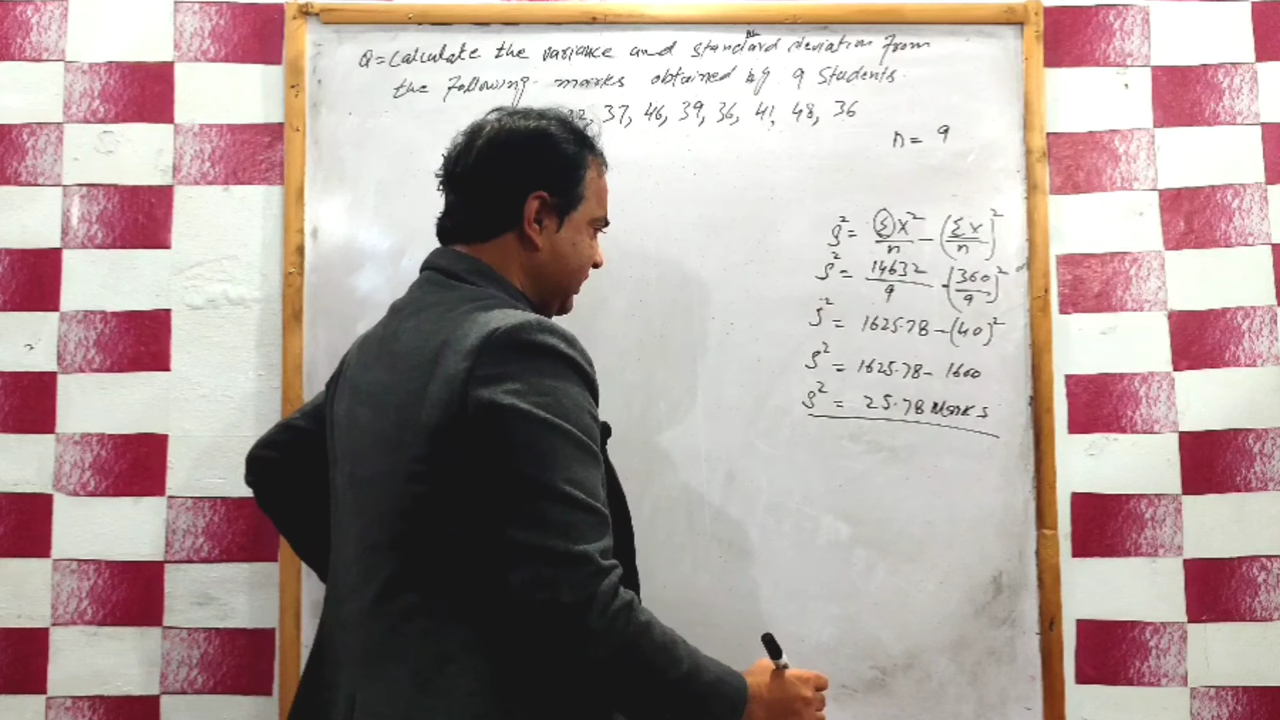 Q= Calculate the variance and standard deviation from
the following marks obtained by 9 Students.
32, 37, 46, 39, 36, 41, 48, 36
n = 9
S² = ΣX²/n - (Σx/n)²
S² = 14632/9 - (360/9)²
S² = 1625.78 - (40)²
S² = 1625.78 - 1600
S² = 25.78 Marks